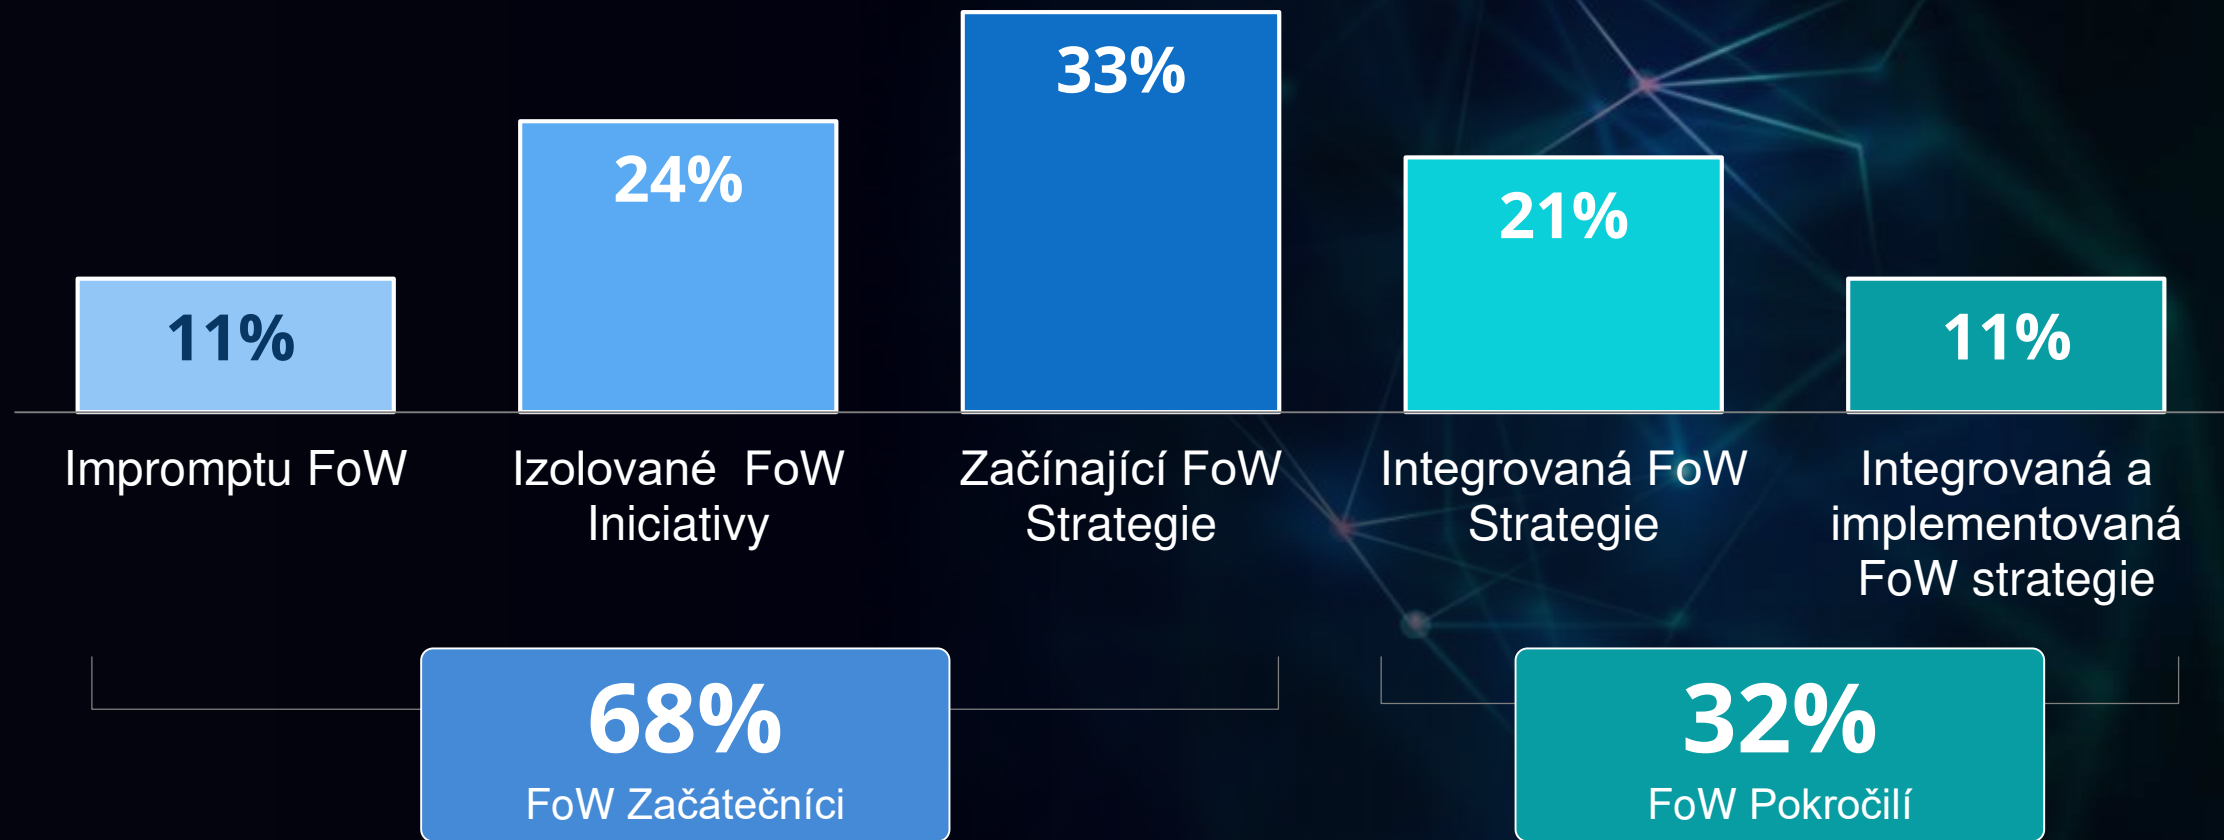 33%
24%
21%
11%
11%
Impromptu FoW
Izolované FoW
Iniciativy
Začínající FoW
Strategie
Integrovaná FoW
Strategie
Integrovaná a
implementovaná
FoW strategie
68%
FoW Začátečníci
32%
FoW Pokročilí